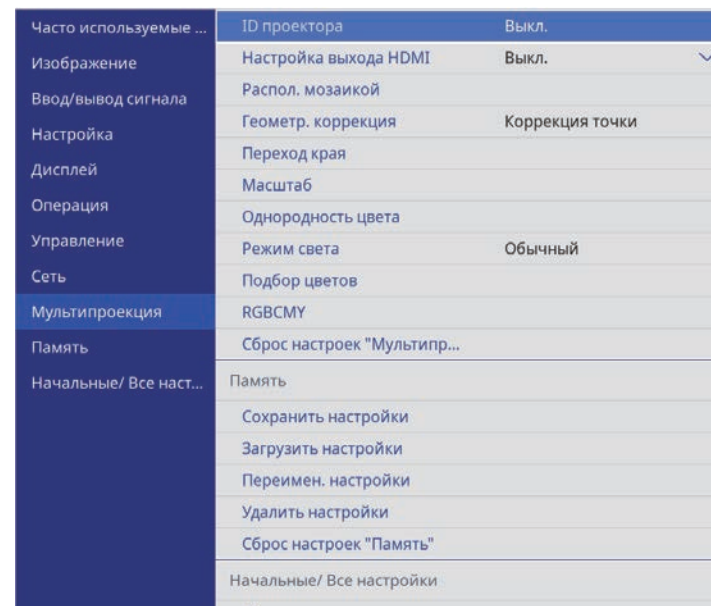 Часто используемые ...
Изображение
Ввод/вывод сигнала
Настройка
Дисплей
Операция
Управление
Сеть
Мультипроекция
Память
Начальные/ Все наст...
ID проектора Выкл.
Настройка выхода HDMI Выкл.
Распол. мозаикой
Геометр. коррекция Коррекция точки
Переход края
Масштаб
Однородность цвета
Режим света Обычный
Подбор цветов
RGBCMY
Сброс настроек "Мультипр...
Память
Сохранить настройки
Загрузить настройки
Переимен. настройки
Удалить настройки
Сброс настроек "Память"
Начальные/ Все настройки